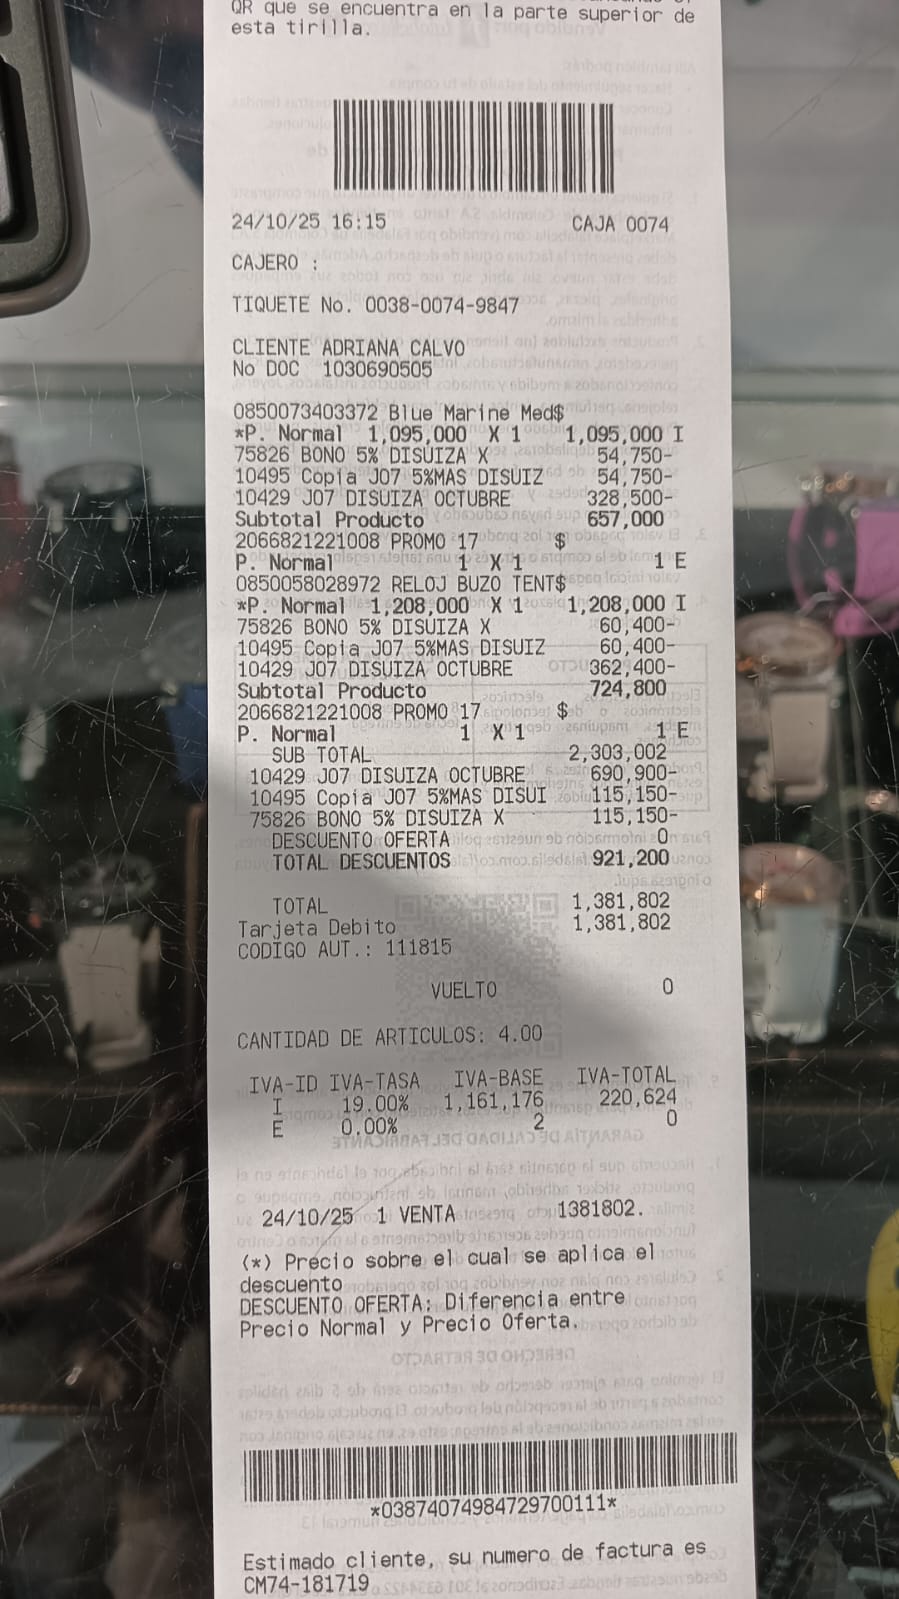 QR que se encuentra en la parte superior de
esta tirilla.
24/10/25 16:15 CAJA 0074
CAJERO :
TIQUETE No. 0038-0074-9847
CLIENTE ADRIANA CALVO
No DOC 1030690505
0850073403372 Blue Marine Med$
*P. Normal 1,095,000 X 1 1,095,000 I
75826 BONO 5% DISUIZA X 54,750-
10495 Copia J07 5%MAS DISUIZ 54,750-
10429 J07 DISUIZA OCTUBRE 328,500-
Subtotal Producto 657,000
2066821221008 PROMO 17 $
P. Normal 1 X 1 1 E
0850058028972 RELOJ BUZO TENT$
*P. Normal 1,208,000 X 1 1,208,000 I
75826 BONO 5% DISUIZA X 60,400-
10495 Copia J07 5%MAS DISUIZ 60,400-
10429 J07 DISUIZA OCTUBRE 362,400-
Subtotal Producto 724,800
2066821221008 PROMO 17 $
P. Normal 1 X 1 1 E
SUB TOTAL 2,303,002
10429 J07 DISUIZA OCTUBRE 690,900-
10495 Copia J07 5%MAS DISUI 115,150-
75826 BONO 5% DISUIZA X 115,150-
DESCUENTO OFERTA 0
TOTAL DESCUENTOS 921,200
TOTAL 1,381,802
Tarjeta Debito 1,381,802
CODIGO AUT.: 111815
VUELTO 0
CANTIDAD DE ARTICULOS: 4.00
IVA-ID IVA-TASA IVA-BASE IVA-TOTAL
I 19.00% 1,161,176 220,624
E 0.00% 2 0
24/10/25 1 VENTA 1381802.
(*) Precio sobre el cual se aplica el
descuento
DESCUENTO OFERTA: Diferencia entre
Precio Normal y Precio Oferta.
*03874074984729700111*
Estimado cliente, su numero de factura es
CM74-181719